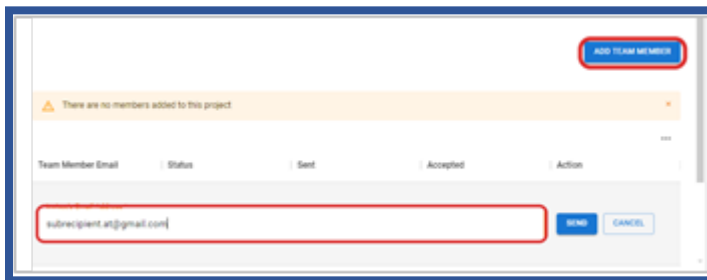 ADD TEAM MEMBER
There are no members added to this project
Team Member Email Status Sent Accepted Action
subrecipient.at@gmail.com
SEND CANCEL